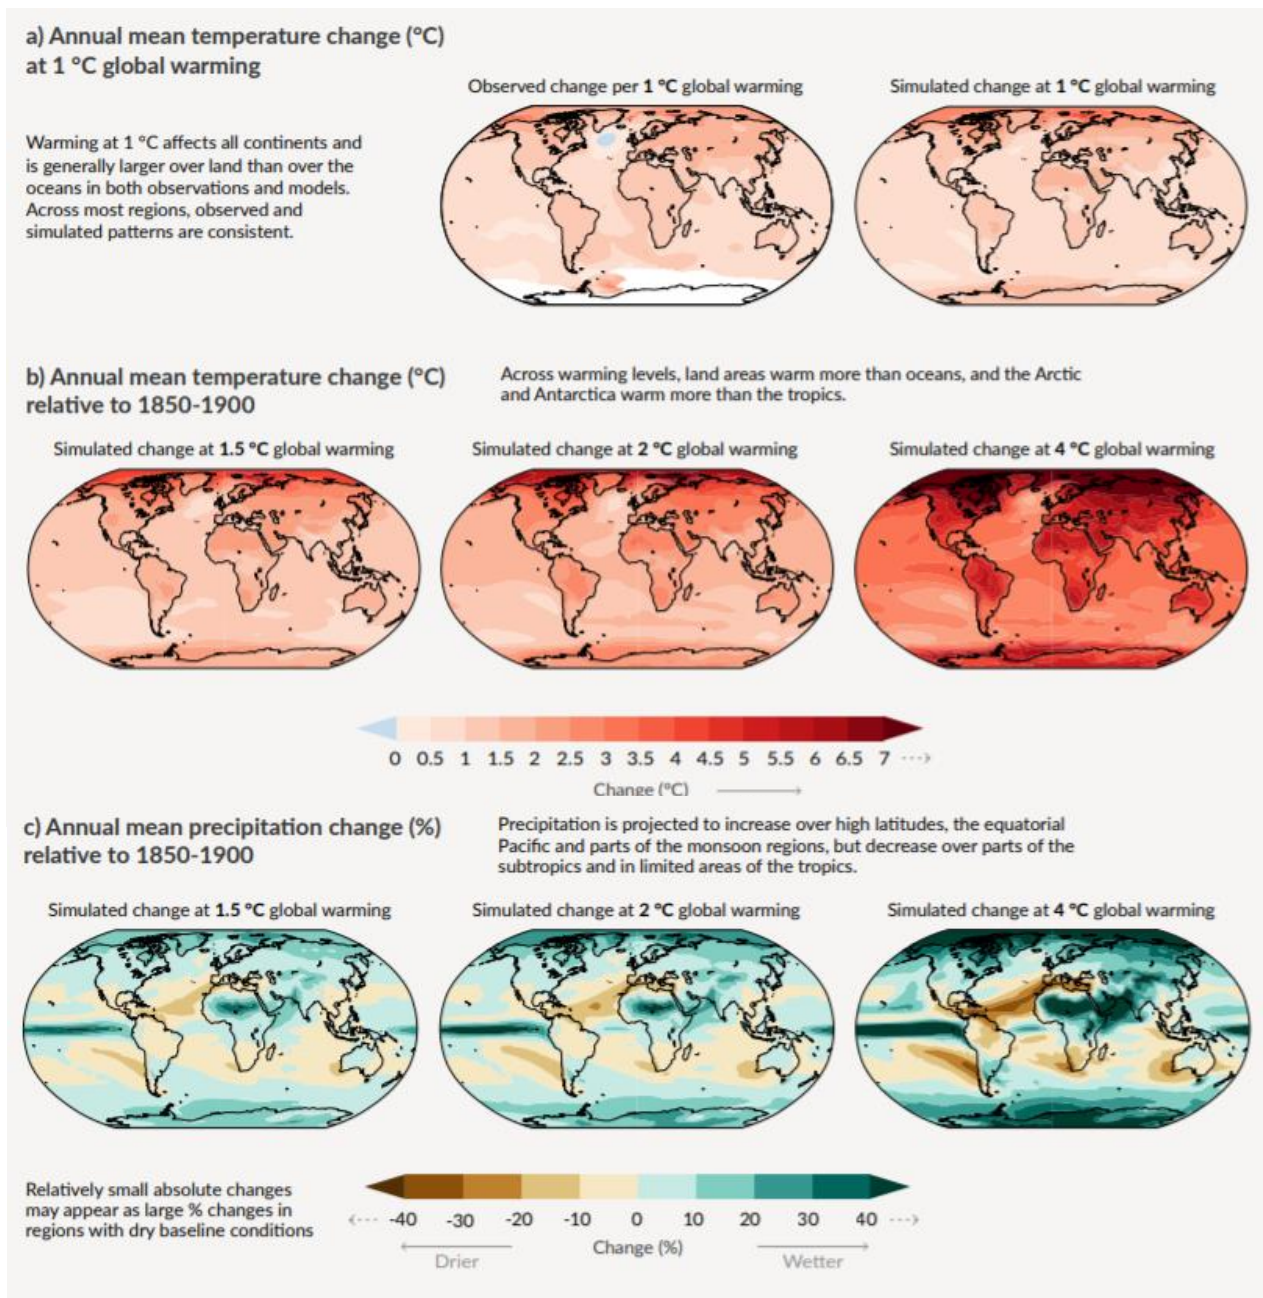 a) Annual mean temperature change (°C)
at 1 °C global warming
Observed change per 1 °C global warming
Simulated change at 1 °C global warming
Warming at 1 °C affects all continents and
is generally larger over land than over the
oceans in both observations and models.
Across most regions, observed and
simulated patterns are consistent.
b) Annual mean temperature change (°C)
relative to 1850-1900
Across warming levels, land areas warm more than oceans, and the Arctic
and Antarctica warm more than the tropics.
Simulated change at 1.5 °C global warming
Simulated change at 2 °C global warming
Simulated change at 4 °C global warming
0 0.5 1 1.5 2 2.5 3 3.5 4 4.5 5 5.5 6 6.5 7
Change (°C)
c) Annual mean precipitation change (%)
relative to 1850-1900
Precipitation is projected to increase over high latitudes, the equatorial
Pacific and parts of the monsoon regions, but decrease over parts of the
subtropics and in limited areas of the tropics.
Simulated change at 1.5 °C global warming
Simulated change at 2 °C global warming
Simulated change at 4 °C global warming
Relatively small absolute changes
may appear as large % changes in
regions with dry baseline conditions
-40 -30 -20 -10 0 10 20 30 40
Change (%)
Drier
Wetter